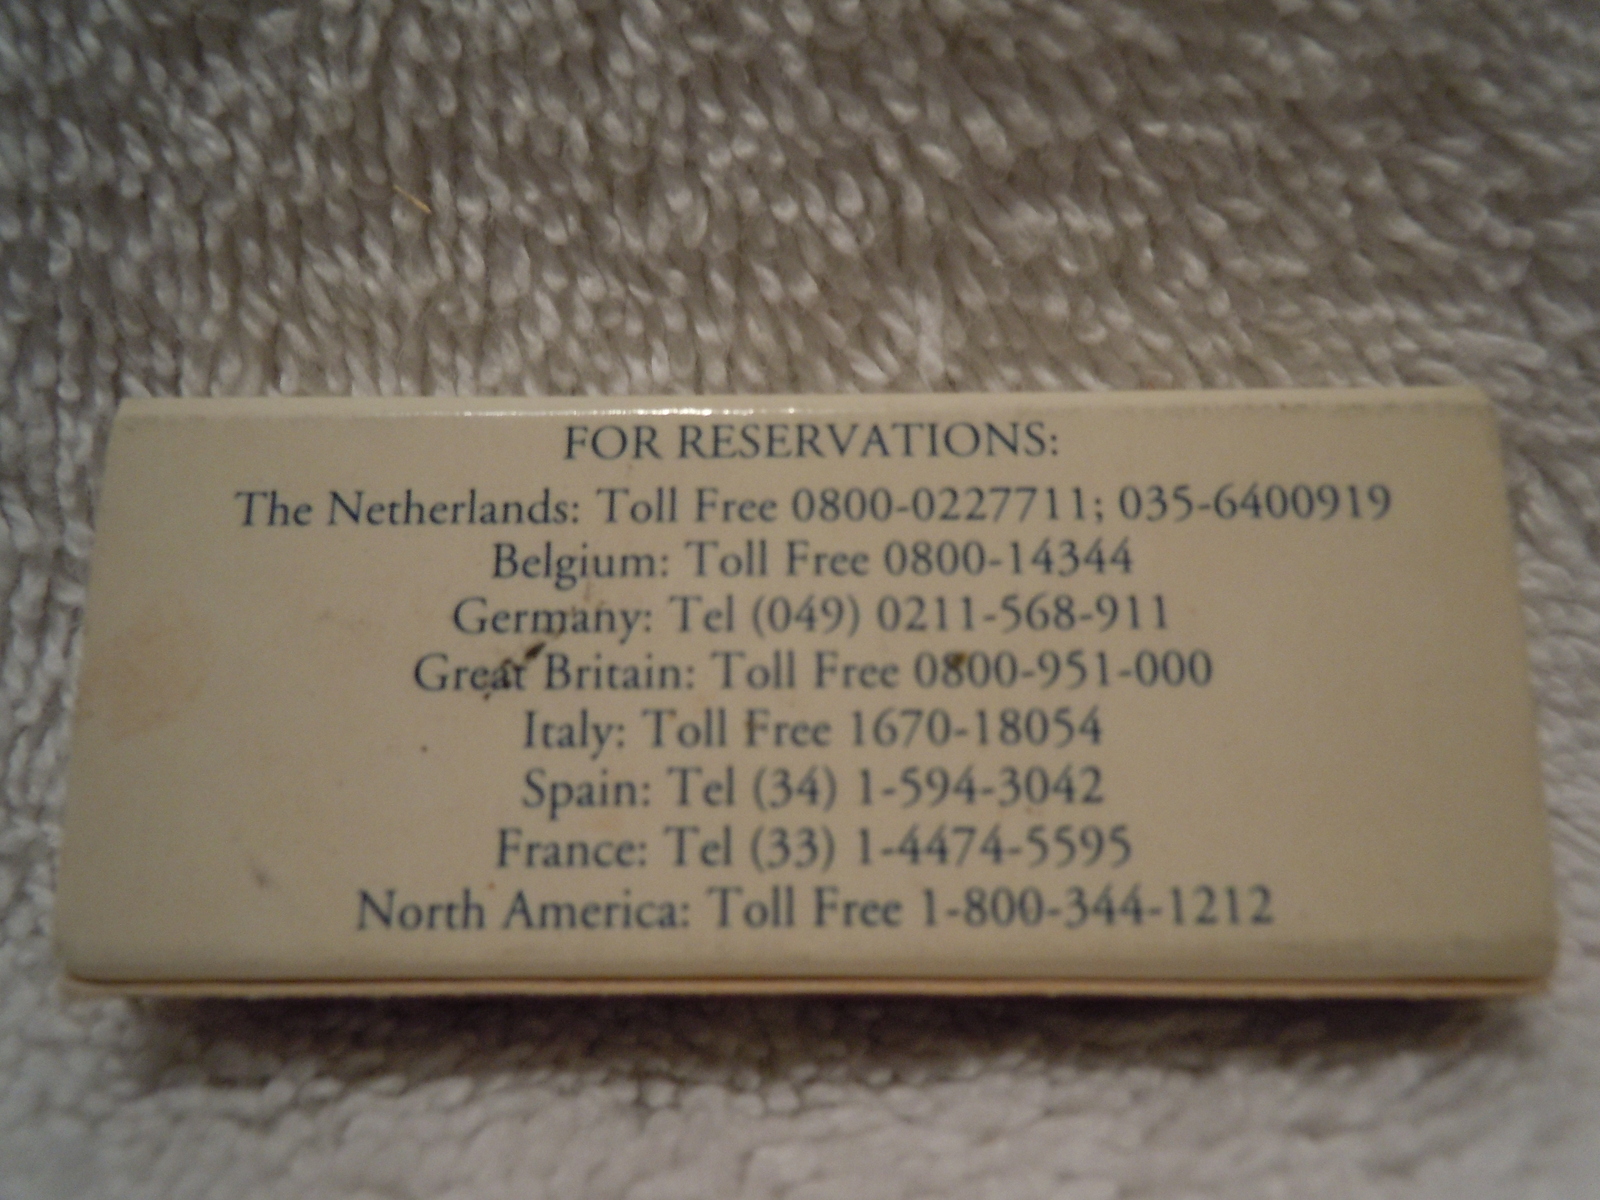 FOR RESERVATIONS:
The Netherlands: Toll Free 0800-0227711; 035-6400919
Belgium: Toll Free 0800-14344
Germany: Tel (049) 0211-568-911
Great Britain: Toll Free 0800-951-000
Italy: Toll Free 1670-18054
Spain: Tel (34) 1-594-3042
France: Tel (33) 1-4474-5595
North America: Toll Free 1-800-344-1212